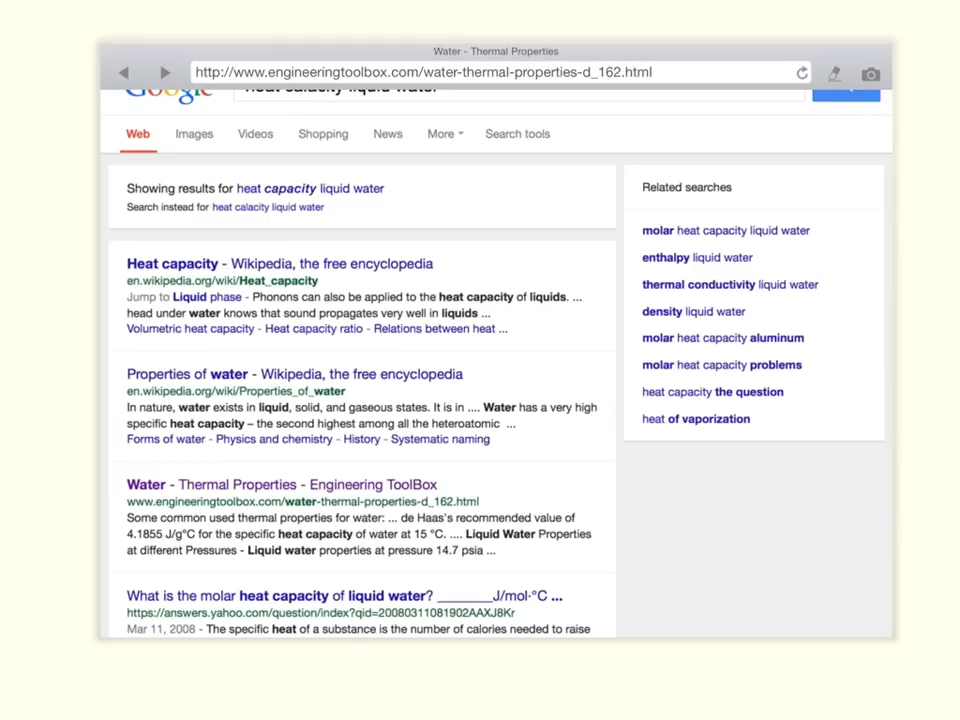 Water - Thermal Properties
http://www.engineeringtoolbox.com/water-thermal-properties-d_162.html
Google
heat calacity liquid water
Web Images Videos Shopping News More Search tools
Showing results for heat capacity liquid water
Search instead for heat calacity liquid water
Heat capacity - Wikipedia, the free encyclopedia
en.wikipedia.org/wiki/Heat_capacity
Jump to Liquid phase - Phonons can also be applied to the heat capacity of liquids. ...
head under water knows that sound propagates very well in liquids ...
Volumetric heat capacity - Heat capacity ratio - Relations between heat ...
Properties of water - Wikipedia, the free encyclopedia
en.wikipedia.org/wiki/Properties_of_water
In nature, water exists in liquid, solid, and gaseous states. It is in .... Water has a very high
specific heat capacity – the second highest among all the heteroatomic ...
Forms of water - Physics and chemistry - History - Systematic naming
Water - Thermal Properties - Engineering ToolBox
www.engineeringtoolbox.com/water-thermal-properties-d_162.html
Some common used thermal properties for water: ... de Haas's recommended value of
4.1855 J/g°C for the specific heat capacity of water at 15 °C. .... Liquid Water Properties
at different Pressures - Liquid water properties at pressure 14.7 psia ...
What is the molar heat capacity of liquid water? _______J/mol·°C ...
https://answers.yahoo.com/question/index?qid=20080311081902AAXJ8Kr
Mar 11, 2008 - The specific heat of a substance is the number of calories needed to raise
Related searches
molar heat capacity liquid water
enthalpy liquid water
thermal conductivity liquid water
density liquid water
molar heat capacity aluminum
molar heat capacity problems
heat capacity the question
heat of vaporization